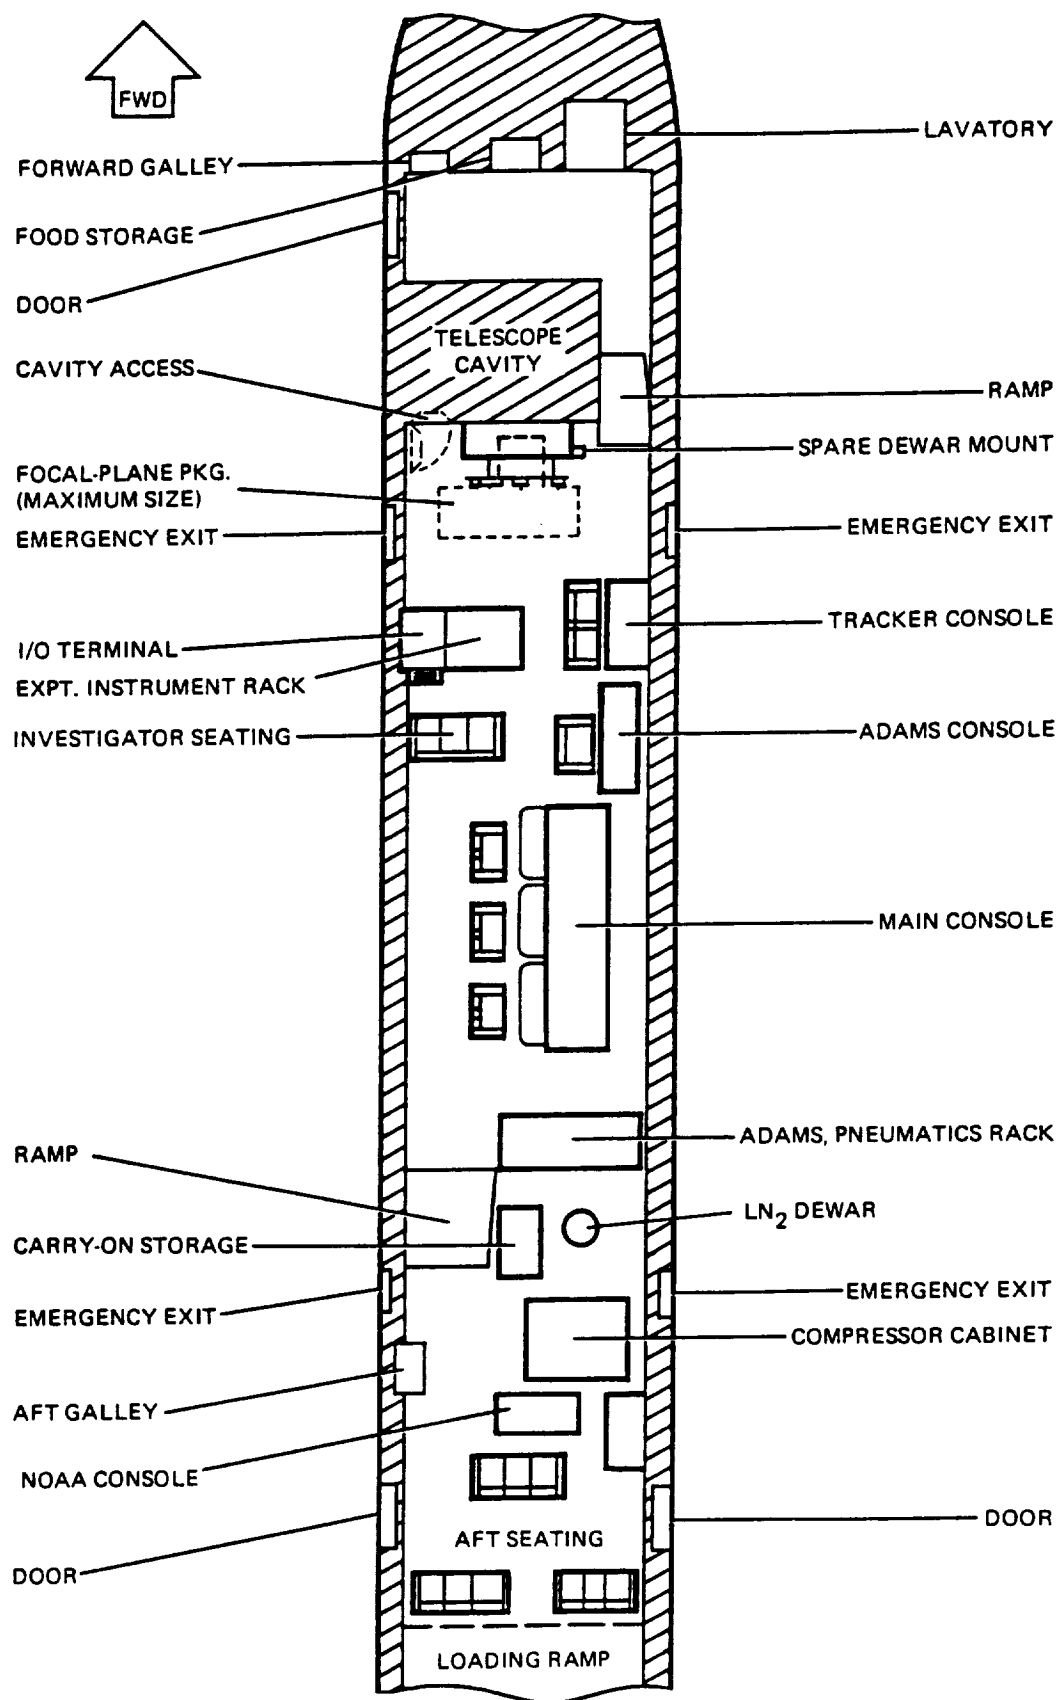 FWD
LAVATORY
FORWARD GALLEY
FOOD STORAGE
DOOR
TELESCOPE
CAVITY
CAVITY ACCESS
RAMP
SPARE DEWAR MOUNT
FOCAL-PLANE PKG.
(MAXIMUM SIZE)
EMERGENCY EXIT
EMERGENCY EXIT
TRACKER CONSOLE
I/O TERMINAL
EXPT. INSTRUMENT RACK
INVESTIGATOR SEATING
ADAMS CONSOLE
MAIN CONSOLE
ADAMS, PNEUMATICS RACK
RAMP
LN2 DEWAR
CARRY-ON STORAGE
EMERGENCY EXIT
EMERGENCY EXIT
COMPRESSOR CABINET
AFT GALLEY
NOAA CONSOLE
DOOR
AFT SEATING
DOOR
LOADING RAMP